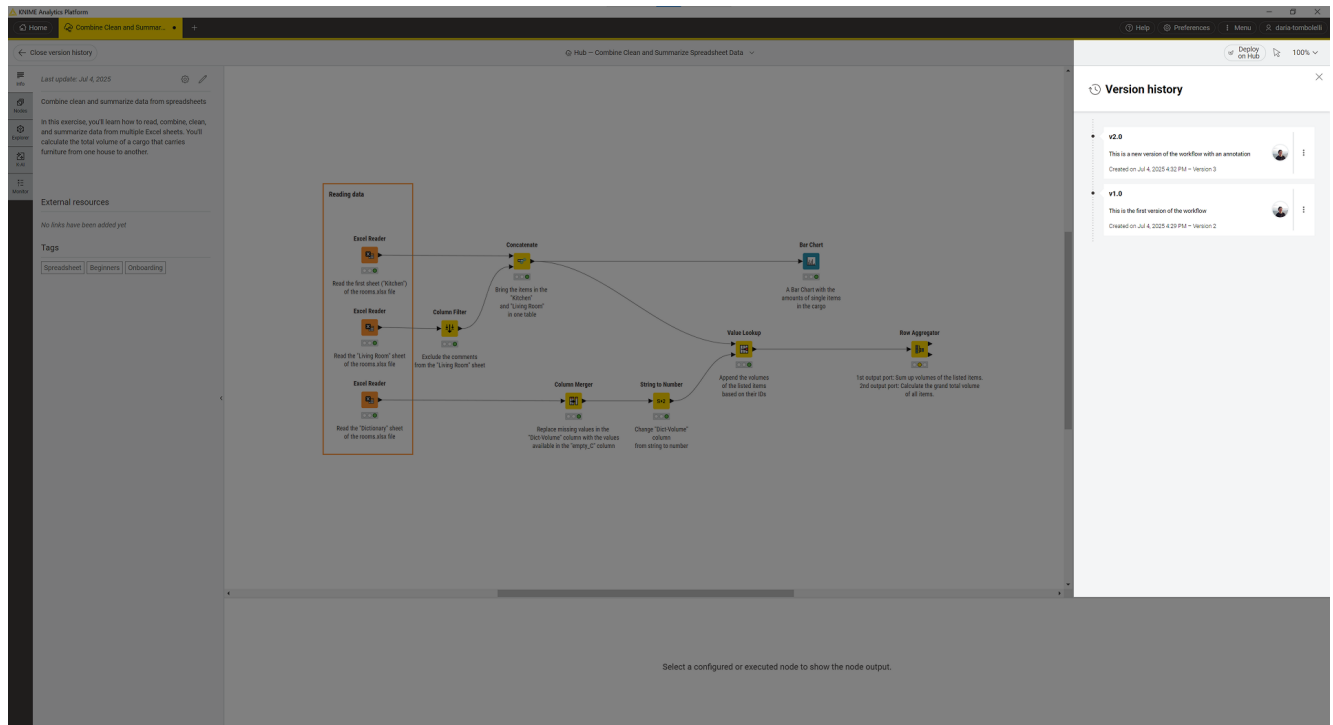 KNIME Analytics Platform
Home
Combine Clean and Summar...
+
Help
Preferences
Menu
daria-tombolelli
Close version history
Hub – Combine Clean and Summarize Spreadsheet Data
Deploy
on Hub
100%
Info
Nodes
Explorer
K-AI
Monitor
Last update: Jul 4, 2025
Combine clean and summarize data from spreadsheets
In this exercise, you'll learn how to read, combine, clean,
and summarize data from multiple Excel sheets. You'll
calculate the total volume of a cargo that carries
furniture from one house to another.
External resources
No links have been added yet
Tags
Spreadsheet
Beginners
Onboarding
Reading data
Excel Reader
Read the first sheet ("Kitchen")
of the rooms.xlsx file
Excel Reader
Read the "Living Room" sheet
of the rooms.xlsx file
Excel Reader
Read the "Dictionary" sheet
of the rooms.xlsx file
Column Filter
Exclude the comments
from the "Living Room" sheet
Concatenate
Bring the items in the
"Kitchen"
and "Living Room"
in one table
Column Merger
Replace missing values in the
"Dict-Volume" column with the values
available in the "empty_C" column
String to Number
Change "Dict-Volume"
column
from string to number
Value Lookup
Append the volumes
of the listed items
based on their IDs
Bar Chart
A Bar Chart with the
amounts of single items
in the cargo
Row Aggregator
1st output port: Sum up volumes of the listed items.
2nd output port: Calculate the grand total volume
of all items.
Version history
v2.0
This is a new version of the workflow with an annotation
Created on Jul 4, 2025 4:32 PM – Version 3
v1.0
This is the first version of the workflow
Created on Jul 4, 2025 4:29 PM – Version 2
Select a configured or executed node to show the node output.